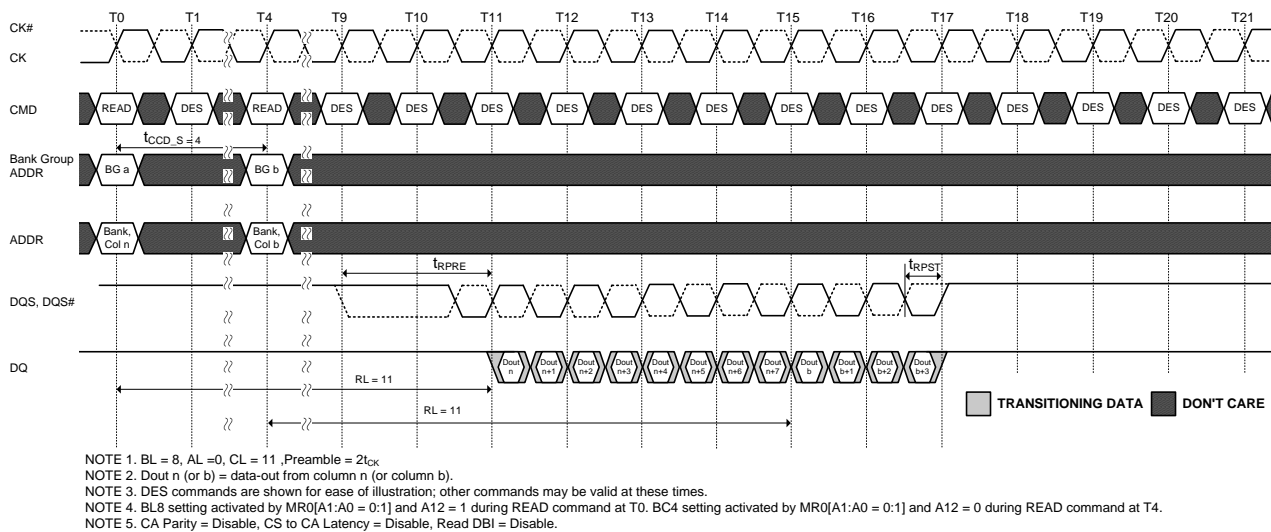 T0 T1 T4 T9 T10 T11 T12 T13 T14 T15 T16 T17 T18 T19 T20 T21
CK#
CK
CMD READ DES READ DES DES DES DES DES DES DES DES DES DES DES DES DES
tCCD_S = 4
Bank Group
ADDR
BG a BG b
ADDR
Bank,
Col n
Bank,
Col b
tRPRE tRPST
DQS, DQS#
DQ
Dout
n
Dout
n+1
Dout
n+2
Dout
n+3
Dout
n+4
Dout
n+5
Dout
n+6
Dout
n+7
Dout
b
Dout
b+1
Dout
b+2
Dout
b+3
RL = 11
RL = 11
TRANSITIONING DATA DON'T CARE
NOTE 1. BL = 8, AL =0, CL = 11 ,Preamble = 2tCK
NOTE 2. Dout n (or b) = data-out from column n (or column b).
NOTE 3. DES commands are shown for ease of illustration; other commands may be valid at these times.
NOTE 4. BL8 setting activated by MR0[A1:A0 = 0:1] and A12 = 1 during READ command at T0. BC4 setting activated by MR0[A1:A0 = 0:1] and A12 = 0 during READ command at T4.
NOTE 5. CA Parity = Disable, CS to CA Latency = Disable, Read DBI = Disable.